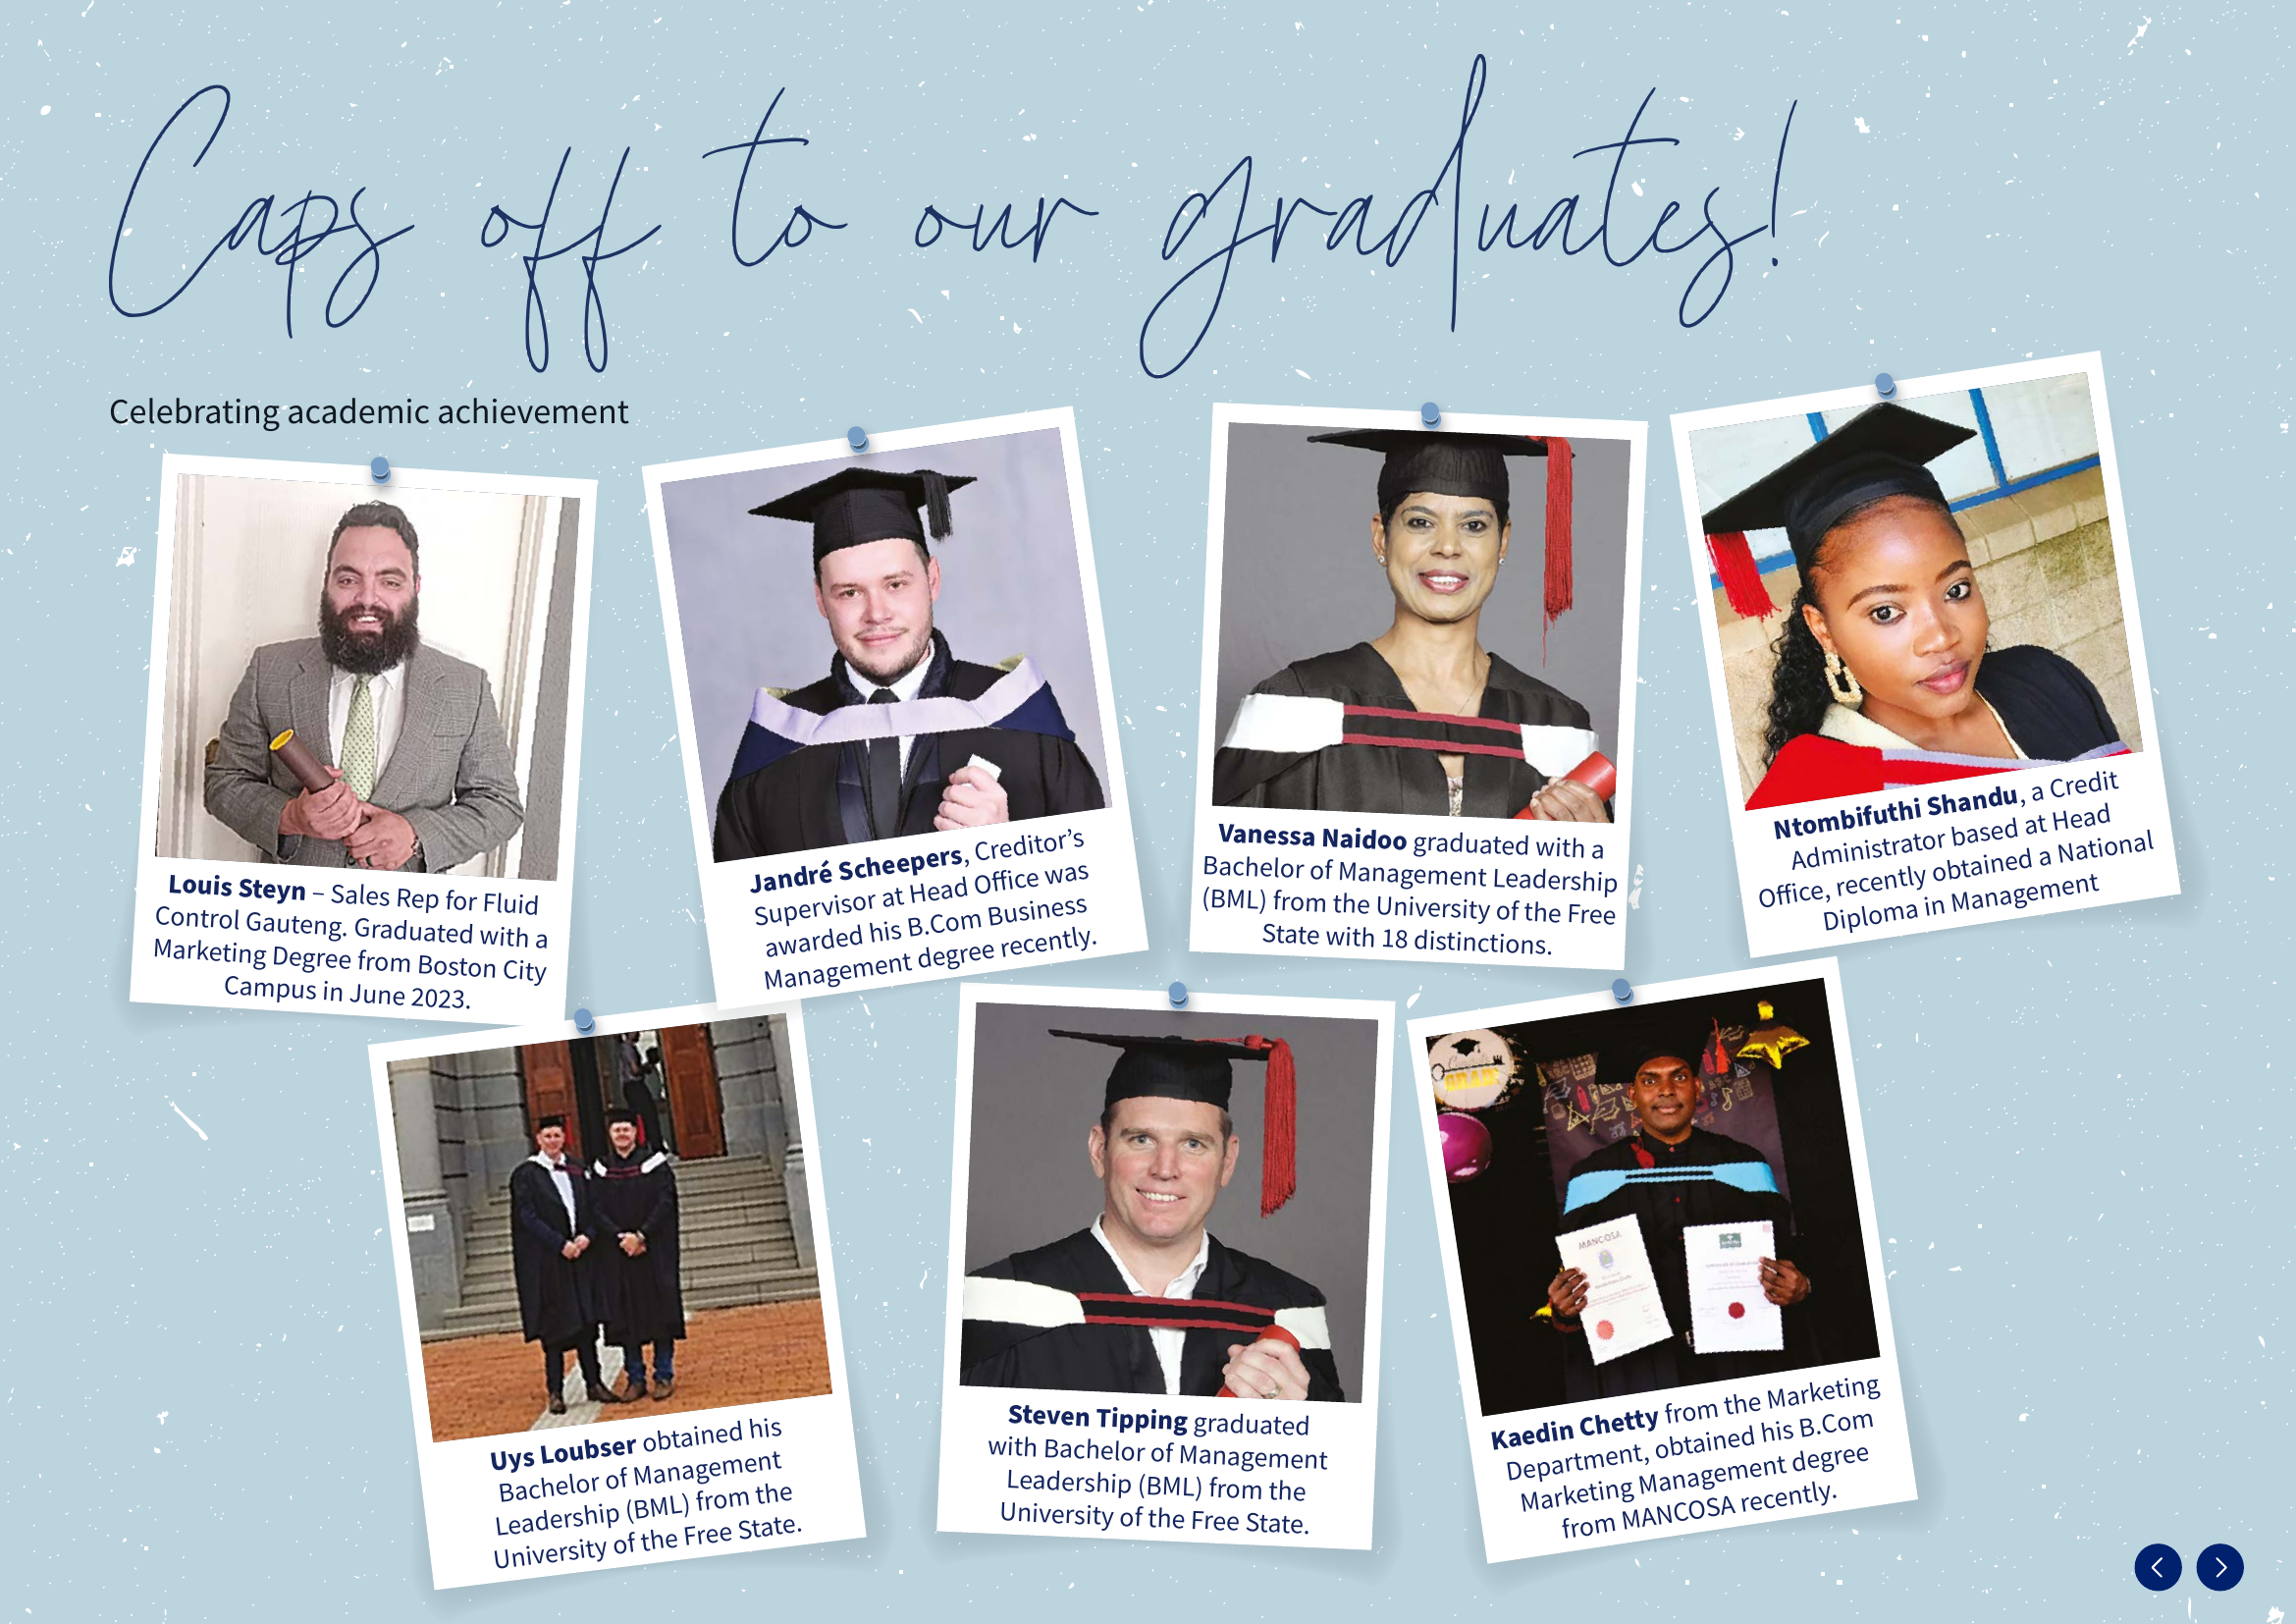 Caps off to our graduates!
Celebrating academic achievement
Louis Steyn – Sales Rep for Fluid
Control Gauteng. Graduated with a
Marketing Degree from Boston City
Campus in June 2023.
Jandré Scheepers, Creditor’s
Supervisor at Head Office was
awarded his B.Com Business
Management degree recently.
Vanessa Naidoo graduated with a
Bachelor of Management Leadership
(BML) from the University of the Free
State with 18 distinctions.
Ntombifuthi Shandu, a Credit
Administrator based at Head
Office, recently obtained a National
Diploma in Management
Uys Loubser obtained his
Bachelor of Management
Leadership (BML) from the
University of the Free State.
Steven Tipping graduated
with Bachelor of Management
Leadership (BML) from the
University of the Free State.
MANCOSA
Kaedin Chetty from the Marketing
Department, obtained his B.Com
Marketing Management degree
from MANCOSA recently.